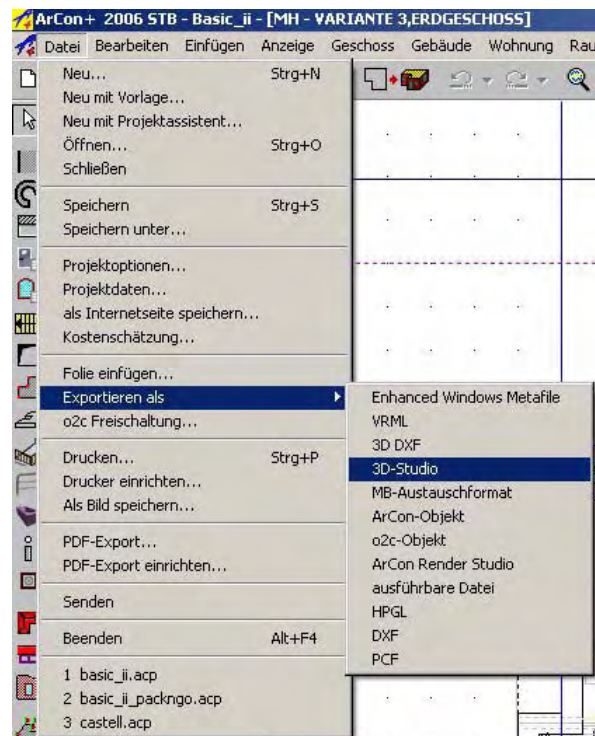 ArCon+ 2006 STB - Basic_ii - [MH - VARIANTE 3,ERDGESCHOSS]
Datei Bearbeiten Einfügen Anzeige Geschoss Gebäude Wohnung Rau
Neu... Strg+N
Neu mit Vorlage...
Neu mit Projektassistent...
Öffnen... Strg+O
Schließen
Speichern Strg+S
Speichern unter...
Projektoptionen...
Projektdaten...
als Internetseite speichern...
Kostenschätzung...
Folie einfügen...
Exportieren als
o2c Freischaltung...
Drucken... Strg+P
Drucker einrichten...
Als Bild speichern...
PDF-Export...
PDF-Export einrichten...
Senden
Beenden Alt+F4
1 basic_ii.acp
2 basic_ii_packngo.acp
3 castell.acp
Enhanced Windows Metafile
VRML
3D DXF
3D-Studio
MB-Austauschformat
ArCon-Objekt
o2c-Objekt
ArCon Render Studio
ausführbare Datei
HPGL
DXF
PCF